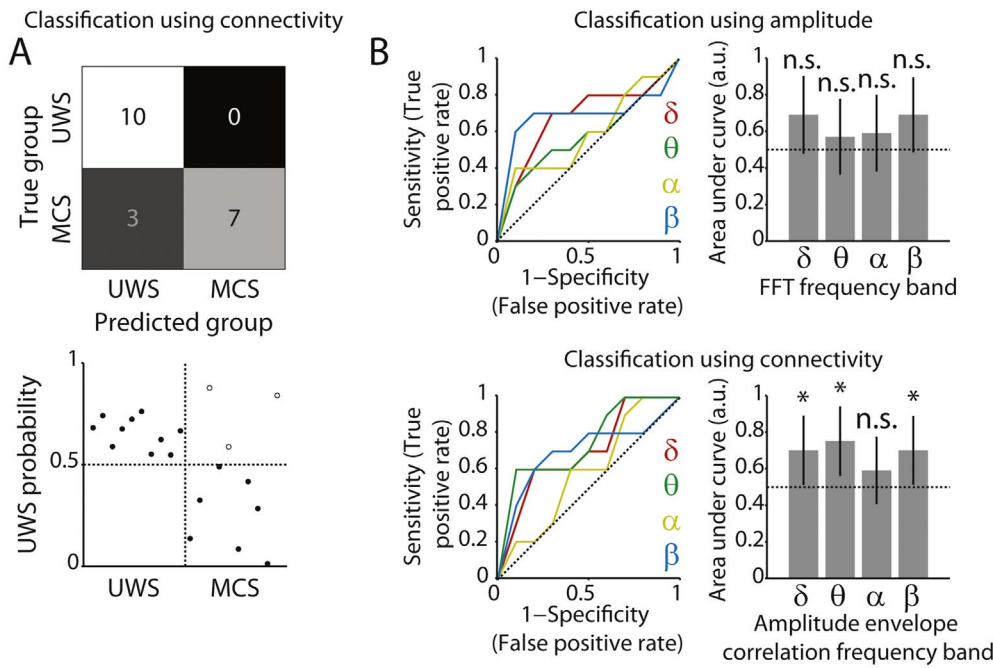 Classification using connectivity
A
True group
UWS
MCS
10
0
3
7
UWS
MCS
Predicted group
UWS probability
1
0.5
0
UWS
MCS
B
Classification using amplitude
Sensitivity (True
positive rate)
1
0.8
0.6
0.4
0.2
0
δ
θ
α
β
0
0.5
1
1−Specificity
(False positive rate)
Area under curve (a.u.)
1
0.8
0.6
0.4
0.2
0
n.s.
n.s.
n.s.
n.s.
δ
θ
α
β
FFT frequency band
Classification using connectivity
Sensitivity (True
positive rate)
1
0.8
0.6
0.4
0.2
0
δ
θ
α
β
0
0.5
1
1−Specificity
(False positive rate)
Area under curve (a.u.)
1
0.8
0.6
0.4
0.2
0
*
*
n.s.
*
δ
θ
α
β
Amplitude envelope
correlation frequency band